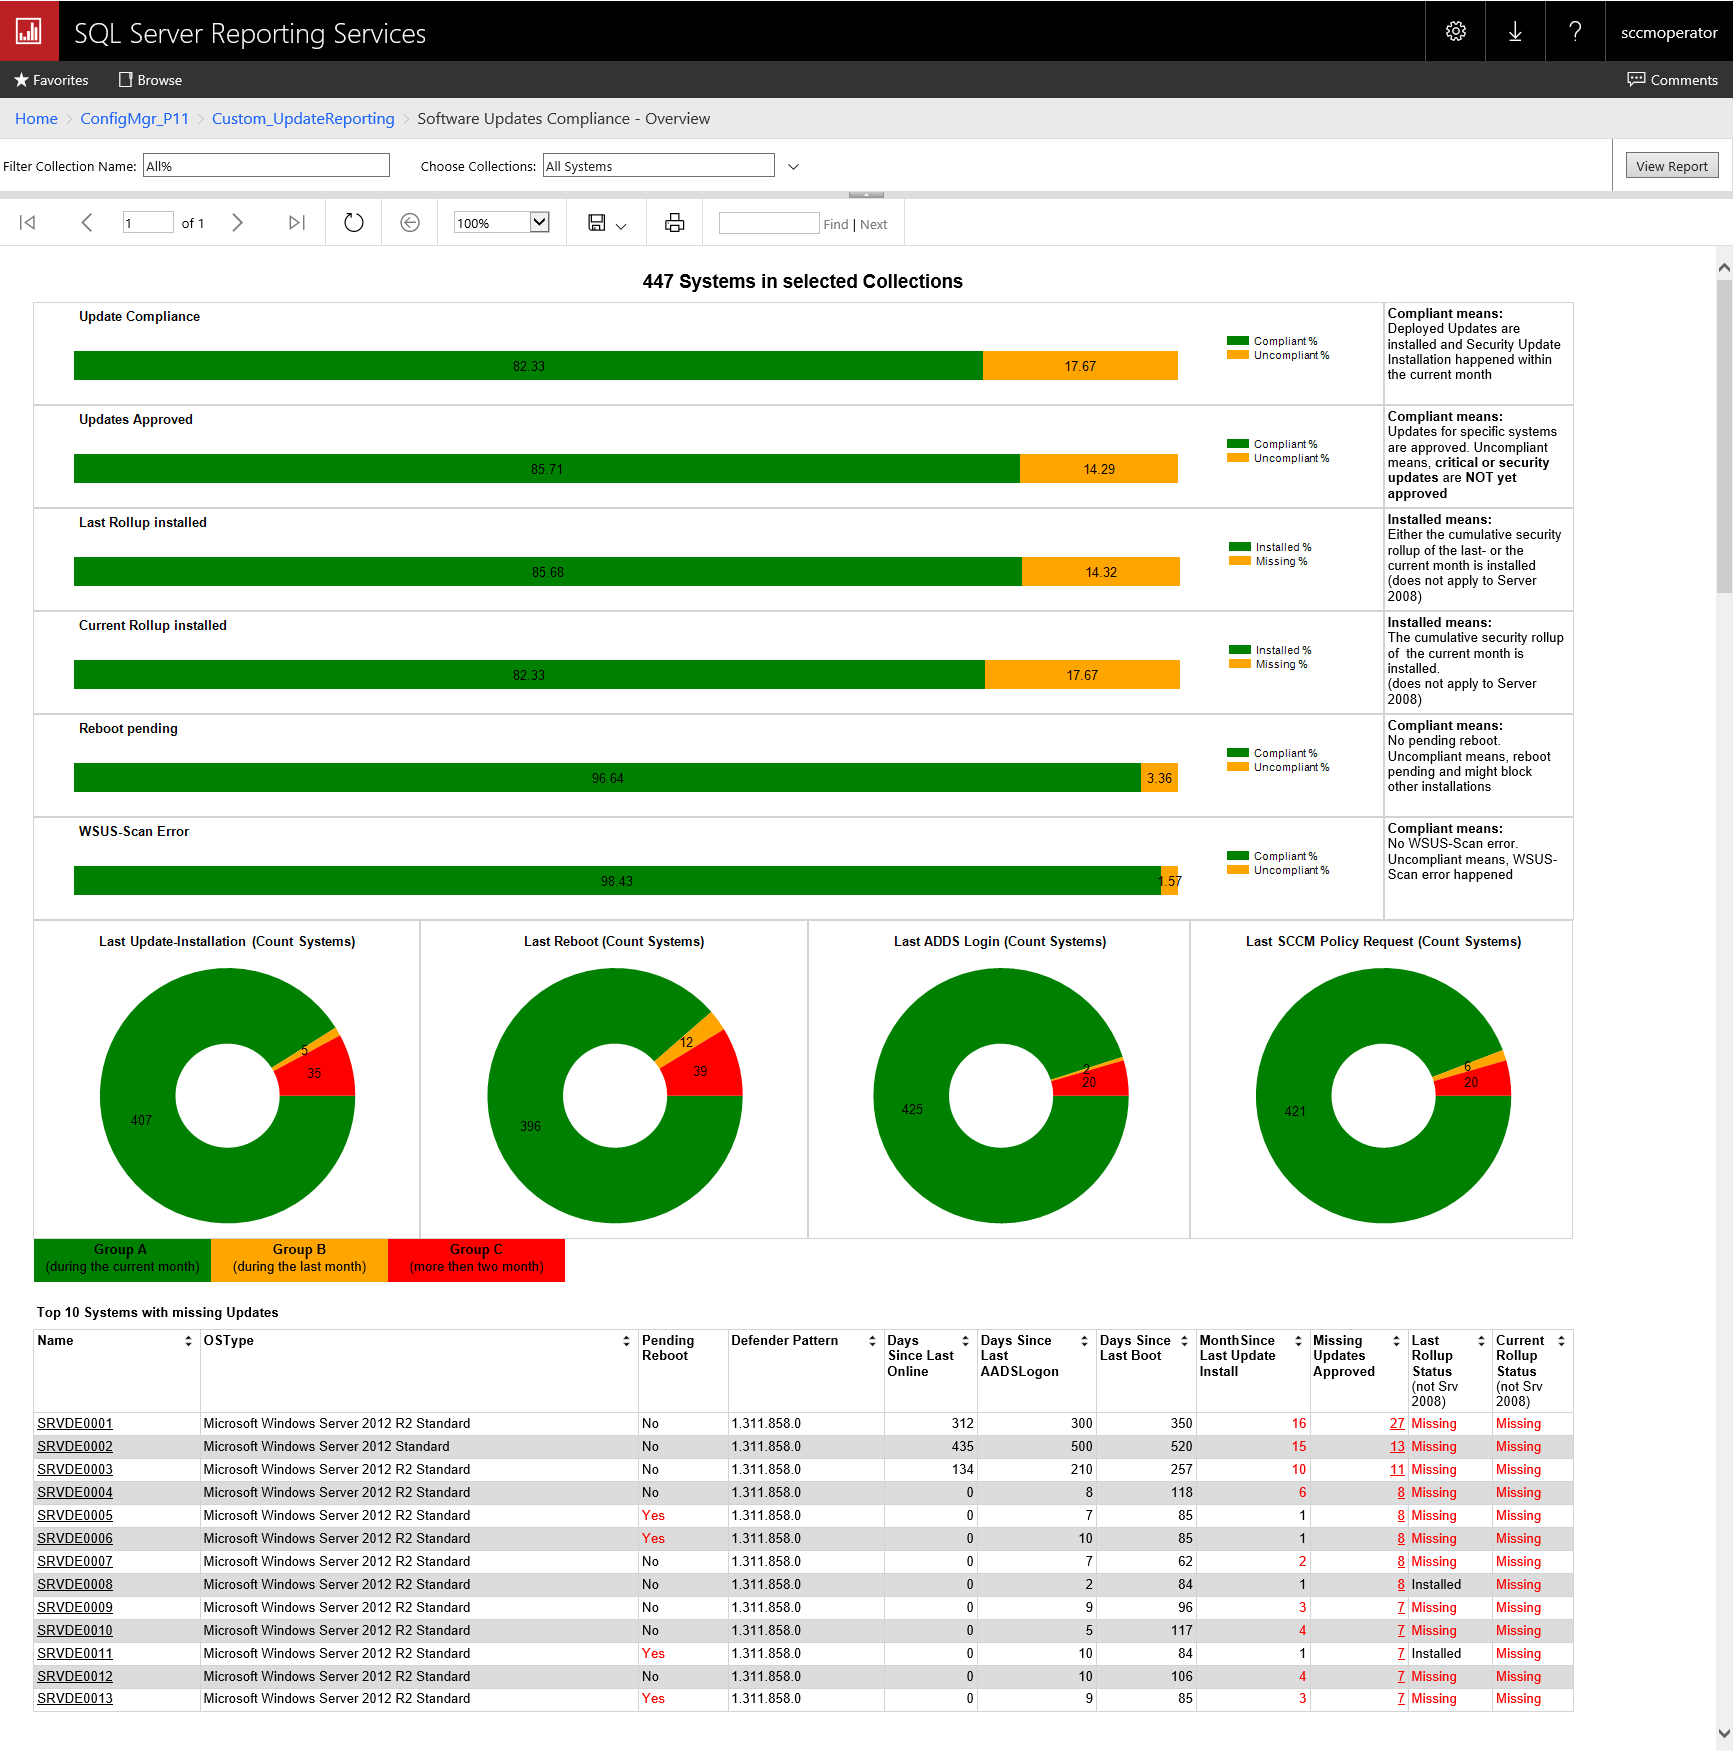 SQL Server Reporting Services
?
sccmoperator
Favorites
Browse
Comments
Home > ConfigMgr_P11 > Custom_UpdateReporting > Software Updates Compliance - Overview
Filter Collection Name: All%
Choose Collections: All Systems
View Report
1 of 1
100%
Find | Next
447 Systems in selected Collections
Update Compliance
82.33 17.67
Compliant %
Uncompliant %
Compliant means:
Deployed Updates are
installed and Security Update
Installation happened within
the current month
Updates Approved
85.71 14.29
Compliant %
Uncompliant %
Compliant means:
Updates for specific systems
are approved. Uncompliant
means, critical or security
updates are NOT yet
approved
Last Rollup installed
85.68 14.32
Installed %
Missing %
Installed means:
Either the cumulative security
rollup of the last- or the
current month is installed
(does not apply to Server
2008)
Current Rollup installed
82.33 17.67
Installed %
Missing %
Installed means:
The cumulative security rollup
of the current month is
installed.
(does not apply to Server
2008)
Reboot pending
96.64 3.36
Compliant %
Uncompliant %
Compliant means:
No pending reboot.
Uncompliant means, reboot
pending and might block
other installations
WSUS-Scan Error
98.43 1.57
Compliant %
Uncompliant %
Compliant means:
No WSUS-Scan error.
Uncompliant means, WSUS-
Scan error happened
Last Update-Installation (Count Systems)
5
35
407
Last Reboot (Count Systems)
12
39
396
Last ADDS Login (Count Systems)
2
20
425
Last SCCM Policy Request (Count Systems)
6
20
421
Group A
(during the current month)
Group B
(during the last month)
Group C
(more then two month)
Top 10 Systems with missing Updates
Name
OSType
Pending
Reboot
Defender Pattern
Days
Since Last
Online
Days Since
Last
AADSLogon
Days Since
Last Boot
MonthSince
Last Update
Install
Missing
Updates
Approved
Last
Rollup
Status
(not Srv
2008)
Current
Rollup
Status
(not Srv
2008)
SRVDE0001 Microsoft Windows Server 2012 R2 Standard No 1.311.858.0 312 300 350 16 27 Missing Missing
SRVDE0002 Microsoft Windows Server 2012 Standard No 1.311.858.0 435 500 520 15 13 Missing Missing
SRVDE0003 Microsoft Windows Server 2012 R2 Standard No 1.311.858.0 134 210 257 10 11 Missing Missing
SRVDE0004 Microsoft Windows Server 2012 R2 Standard No 1.311.858.0 0 8 118 6 8 Missing Missing
SRVDE0005 Microsoft Windows Server 2012 R2 Standard Yes 1.311.858.0 0 7 85 1 8 Missing Missing
SRVDE0006 Microsoft Windows Server 2012 R2 Standard Yes 1.311.858.0 0 10 85 1 8 Missing Missing
SRVDE0007 Microsoft Windows Server 2012 R2 Standard No 1.311.858.0 0 7 62 2 8 Missing Missing
SRVDE0008 Microsoft Windows Server 2012 R2 Standard No 1.311.858.0 0 2 84 1 8 Installed Missing
SRVDE0009 Microsoft Windows Server 2012 R2 Standard No 1.311.858.0 0 9 96 3 7 Missing Missing
SRVDE0010 Microsoft Windows Server 2012 R2 Standard No 1.311.858.0 0 5 117 4 7 Missing Missing
SRVDE0011 Microsoft Windows Server 2012 R2 Standard Yes 1.311.858.0 0 10 84 1 7 Installed Missing
SRVDE0012 Microsoft Windows Server 2012 R2 Standard No 1.311.858.0 0 10 106 4 7 Missing Missing
SRVDE0013 Microsoft Windows Server 2012 R2 Standard Yes 1.311.858.0 0 9 85 3 7 Missing Missing